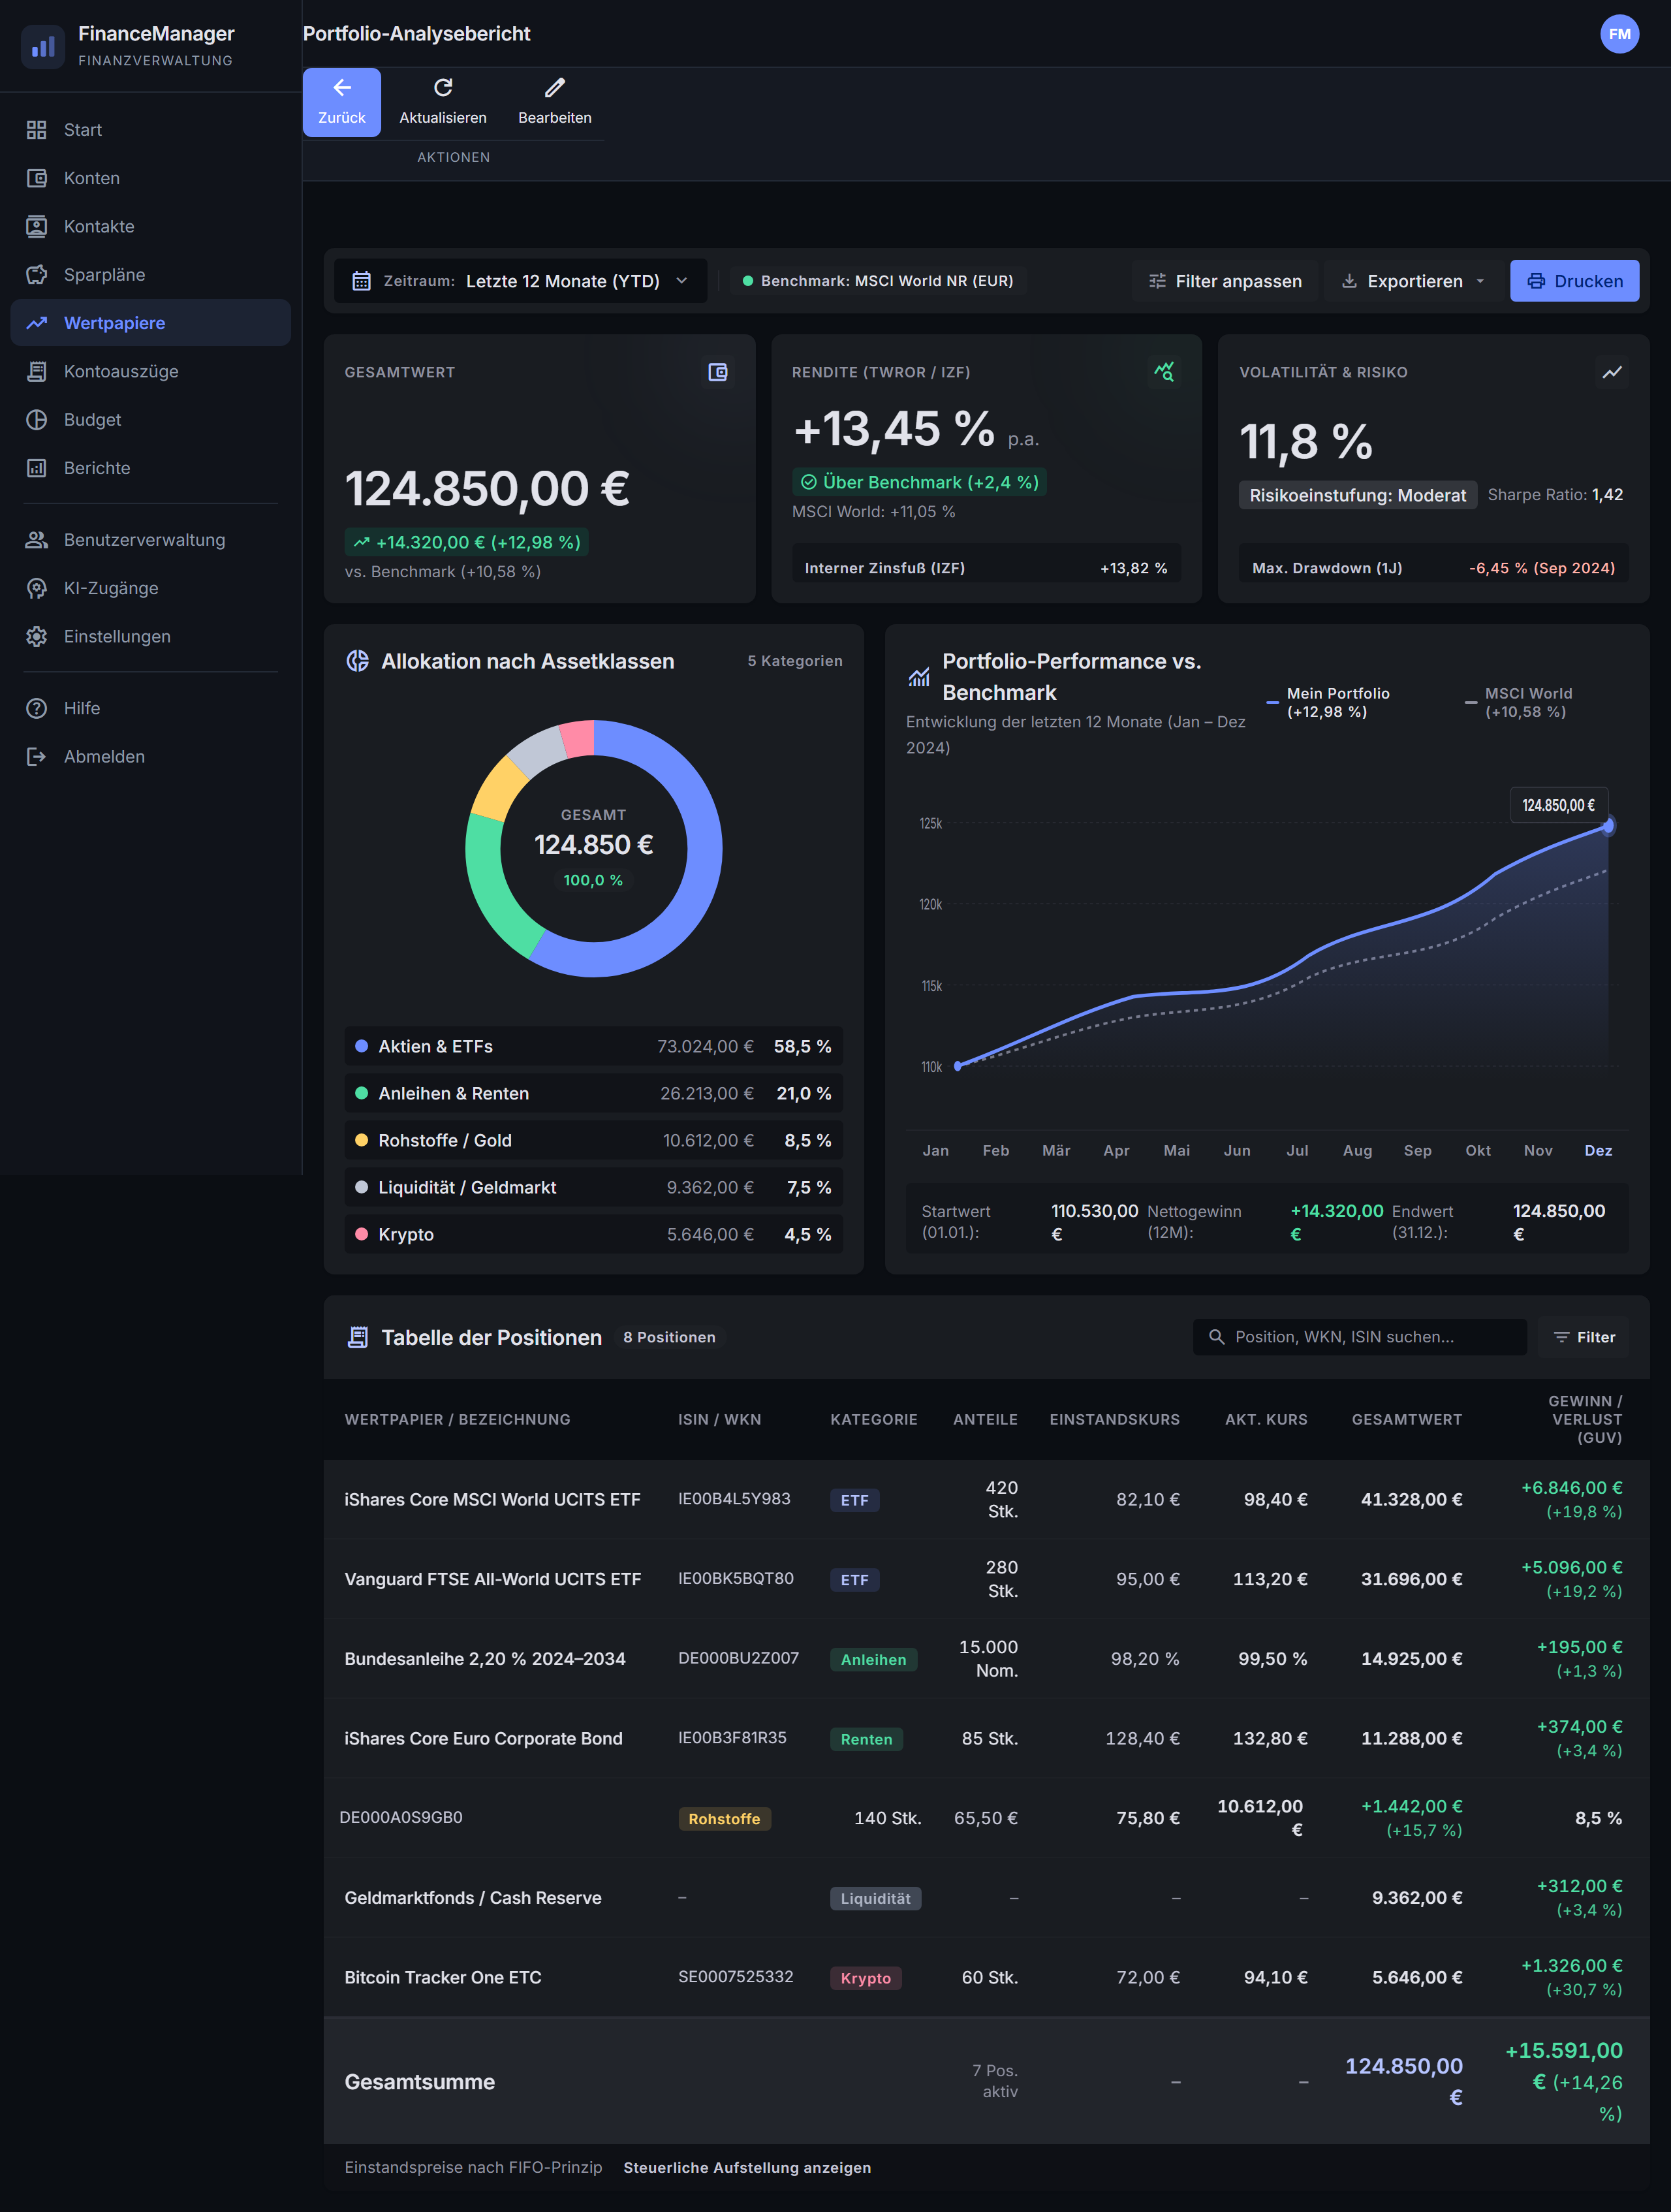 FinanceManager
FINANZVERWALTUNG
Start
Konten
Kontakte
Sparpläne
Wertpapiere
Kontoauszüge
Budget
Berichte
Benutzerverwaltung
KI-Zugänge
Einstellungen
Hilfe
Abmelden
Portfolio-Analysebericht
FM
Zurück
Aktualisieren
Bearbeiten
AKTIONEN
Zeitraum: Letzte 12 Monate (YTD)
Benchmark: MSCI World NR (EUR)
Filter anpassen
Exportieren
Drucken
GESAMTWERT
124.850,00 €
+14.320,00 € (+12,98 %)
vs. Benchmark (+10,58 %)
RENDITE (TWROR / IZF)
+13,45 % p.a.
Über Benchmark (+2,4 %)
MSCI World: +11,05 %
Interner Zinsfuß (IZF) +13,82 %
VOLATILITÄT & RISIKO
11,8 %
Risikoeinstufung: Moderat Sharpe Ratio: 1,42
Max. Drawdown (1J) -6,45 % (Sep 2024)
Allokation nach Assetklassen 5 Kategorien
GESAMT
124.850 €
100,0 %
Aktien & ETFs 73.024,00 € 58,5 %
Anleihen & Renten 26.213,00 € 21,0 %
Rohstoffe / Gold 10.612,00 € 8,5 %
Liquidität / Geldmarkt 9.362,00 € 7,5 %
Krypto 5.646,00 € 4,5 %
Portfolio-Performance vs.
Benchmark
Entwicklung der letzten 12 Monate (Jan – Dez
2024)
Mein Portfolio
(+12,98 %)
MSCI World
(+10,58 %)
124.850,00 €
125k
120k
115k
110k
Jan Feb Mär Apr Mai Jun Jul Aug Sep Okt Nov Dez
Startwert
(01.01.):
110.530,00
€
Nettogewinn
(12M):
+14.320,00
€
Endwert
(31.12.):
124.850,00
€
Tabelle der Positionen 8 Positionen
Position, WKN, ISIN suchen...
Filter
WERTPAPIER / BEZEICHNUNG ISIN / WKN KATEGORIE ANTEILE EINSTANDSKURS AKT. KURS GESAMTWERT
GEWINN /
VERLUST
(GUV)
iShares Core MSCI World UCITS ETF IE00B4L5Y983 ETF
420
Stk.
82,10 € 98,40 € 41.328,00 €
+6.846,00 €
(+19,8 %)
Vanguard FTSE All-World UCITS ETF IE00BK5BQT80 ETF
280
Stk.
95,00 € 113,20 € 31.696,00 €
+5.096,00 €
(+19,2 %)
Bundesanleihe 2,20 % 2024–2034 DE000BU2Z007 Anleihen
15.000
Nom.
98,20 % 99,50 % 14.925,00 €
+195,00 €
(+1,3 %)
iShares Core Euro Corporate Bond IE00B3F81R35 Renten 85 Stk. 128,40 € 132,80 € 11.288,00 €
+374,00 €
(+3,4 %)
DE000A0S9GB0 Rohstoffe 140 Stk. 65,50 € 75,80 €
10.612,00
€
+1.442,00 €
(+15,7 %)
8,5 %
Geldmarktfonds / Cash Reserve – Liquidität – – – 9.362,00 €
+312,00 €
(+3,4 %)
Bitcoin Tracker One ETC SE0007525332 Krypto 60 Stk. 72,00 € 94,10 € 5.646,00 €
+1.326,00 €
(+30,7 %)
Gesamtsumme
7 Pos.
aktiv
– –
124.850,00
€
+15.591,00
€ (+14,26
%)
Einstandspreise nach FIFO-Prinzip Steuerliche Aufstellung anzeigen